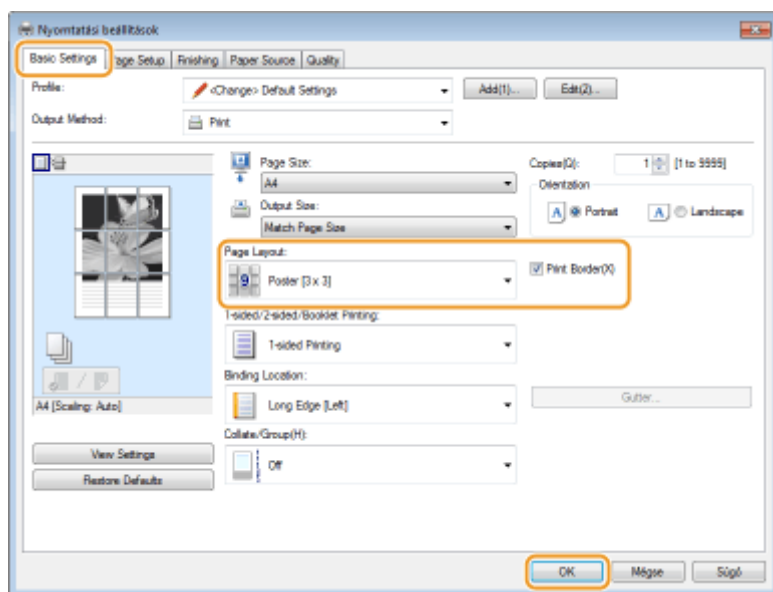 Nyomtatási beállítások
Basic Settings Page Setup Finishing Paper Source Quality
Profile: <Change> Default Settings Add(1)... Edit(2)...
Output Method: Print
Page Size: Copies(Q): 1 [1 to 9999]
A4 Orientation
Output Size: A Portrait A Landscape
Match Page Size
Page Layout:
9 Poster [3 x 3] Print Border(X)
1-sided/2-sided/Booklet Printing:
1-sided Printing
Binding Location:
A4 [Scaling: Auto] Long Edge [Left] Gutter...
Collate/Group(H):
View Settings Off
Restore Defaults
OK Mégse Súgó